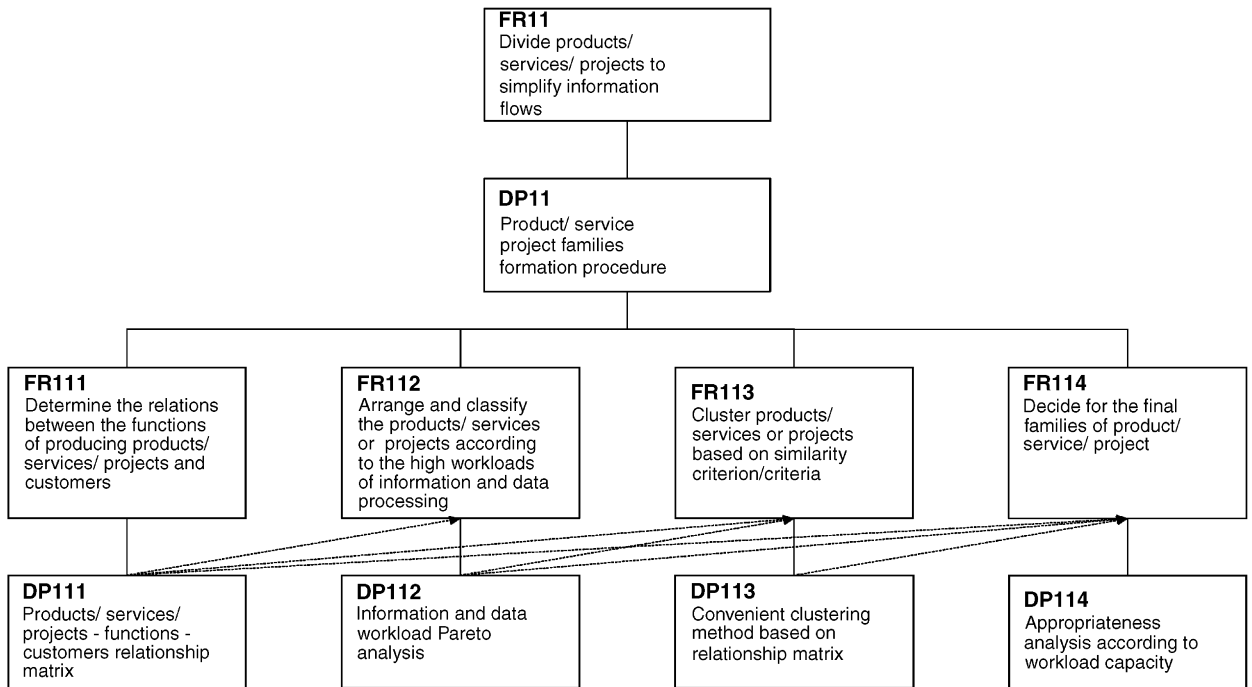 FR11
Divide products/
services/ projects to
simplify information
flows
DP11
Product/ service
project families
formation procedure
FR111
Determine the relations
between the functions
of producing products/
services/ projects and
customers
FR112
Arrange and classify
the products/ services
or projects according
to the high workloads
of information and data
processing
FR113
Cluster products/
services or projects
based on similarity
criterion/criteria
FR114
Decide for the final
families of product/
service/ project
DP111
Products/ services/
projects - functions -
customers relationship
matrix
DP112
Information and data
workload Pareto
analysis
DP113
Convenient clustering
method based on
relationship matrix
DP114
Appropriateness
analysis according to
workload capacity